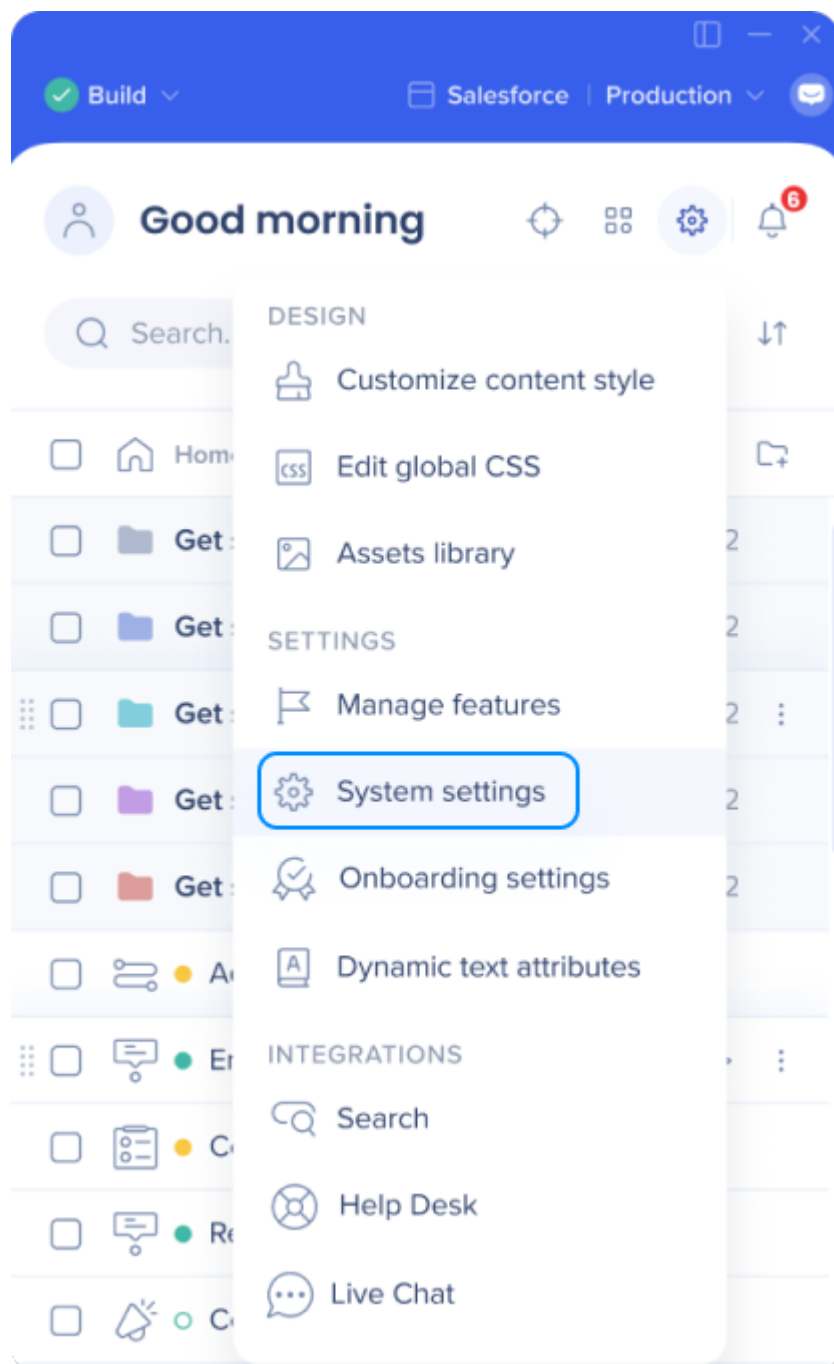 Build
Salesforce | Production
Good morning
6
Search.
DESIGN
Customize content style
css
Edit global CSS
Assets library
Home
Get
2
Get
2
SETTINGS
Manage features
Get
2
System settings
Get
2
Onboarding settings
Get
2
A
Dynamic text attributes
INTEGRATIONS
Search
Help Desk
Live Chat